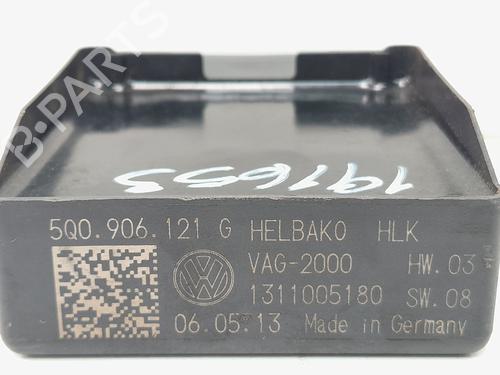 B-PARTS
191653
5Q0.906.121 G HELBAKO HLK
VAG-2000 HW.03
1311005180 SW.08
06.05.13 Made in Germany